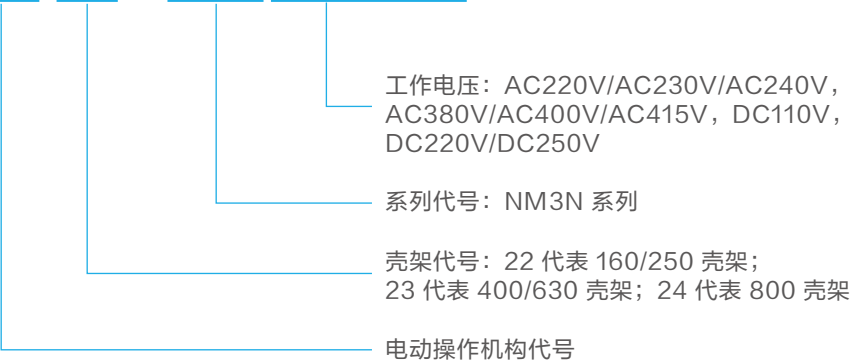 工作电压：AC220V/AC230V/AC240V，
AC380V/AC400V/AC415V，DC110V，
DC220V/DC250V
系列代号：NM3N 系列
壳架代号：22 代表 160/250 壳架；
23 代表 400/630 壳架；24 代表 800 壳架
电动操作机构代号